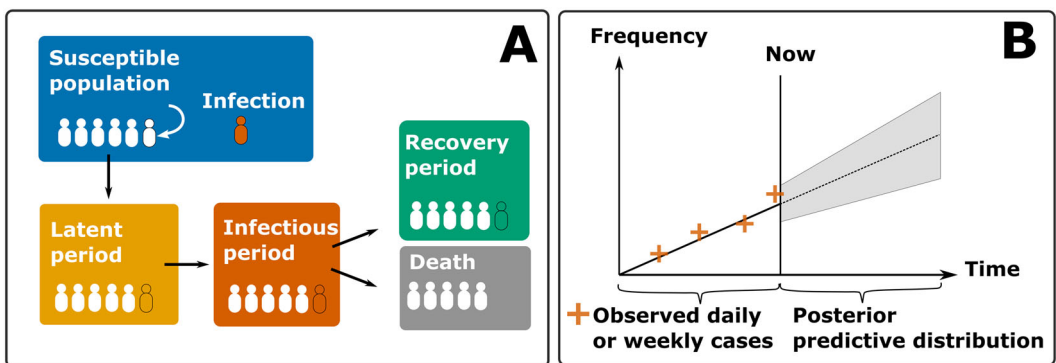 A
Susceptible
population
Infection
Latent
period
Infectious
period
Recovery
period
Death
B
Frequency
Now
Time
Observed daily
or weekly cases
Posterior
predictive distribution